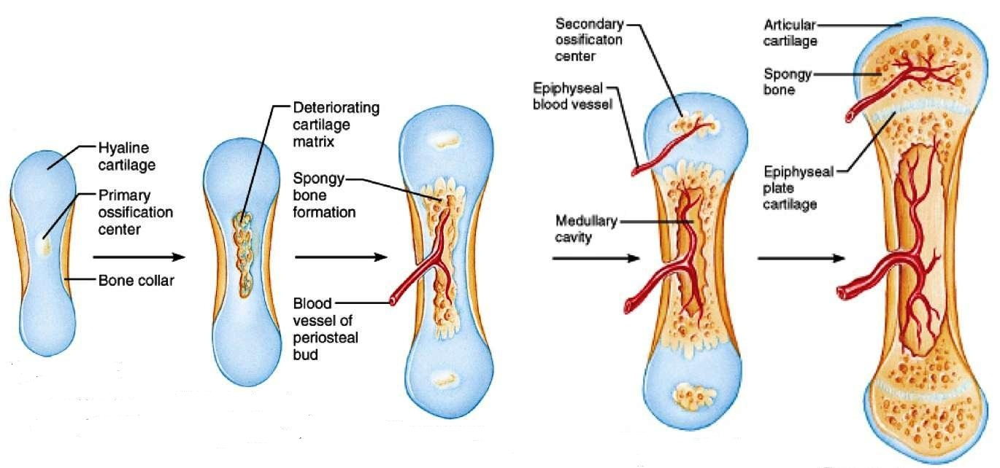 Hyaline
cartilage
Primary
ossification
center
Bone collar
Deteriorating
cartilage
matrix
Spongy
bone
formation
Blood
vessel of
periosteal
bud
Secondary
ossificaton
center
Epiphyseal
blood vessel
Medullary
cavity
Articular
cartilage
Spongy
bone
Epiphyseal
plate
cartilage